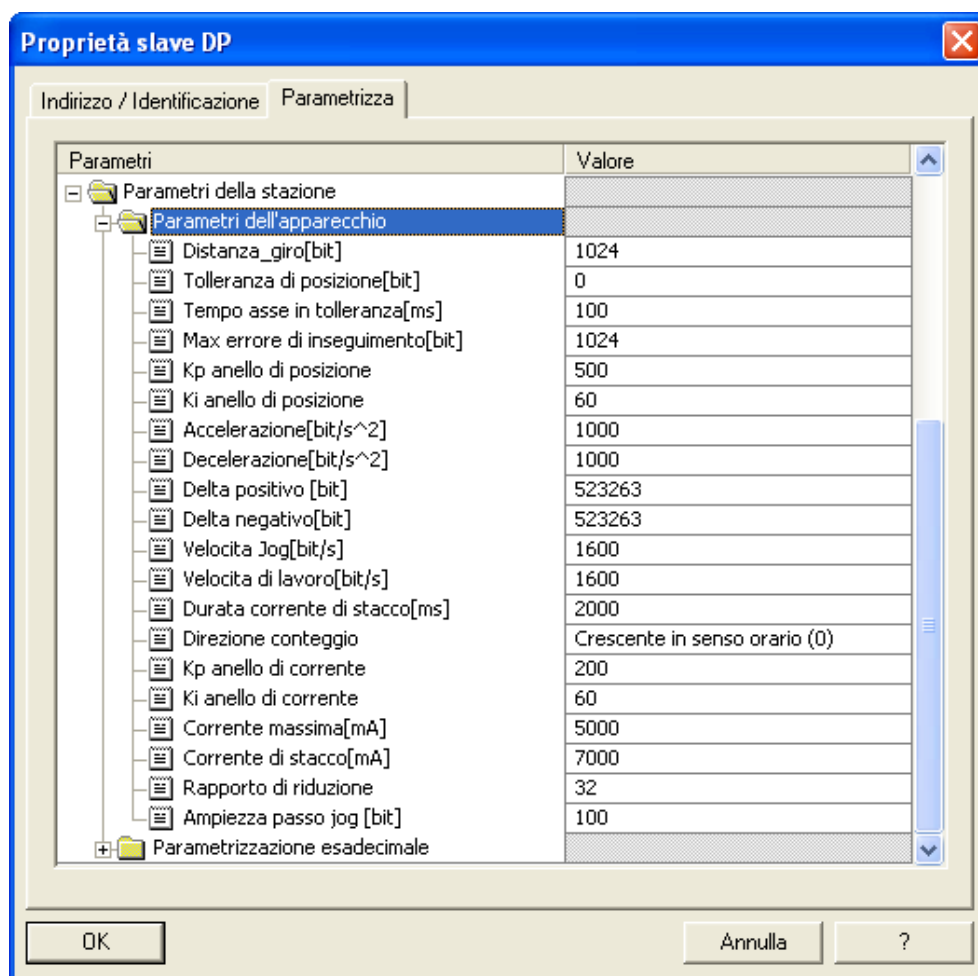 Proprietà slave DP
Indirizzo / Identificazione Parametrizza
Parametri Valore
Parametri della stazione
Parametri dell'apparecchio
Distanza_giro[bit] 1024
Tolleranza di posizione[bit] 0
Tempo asse in tolleranza[ms] 100
Max errore di inseguimento[bit] 1024
Kp anello di posizione 500
Ki anello di posizione 60
Accelerazione[bit/s^2] 1000
Decelerazione[bit/s^2] 1000
Delta positivo [bit] 523263
Delta negativo[bit] 523263
Velocita Jog[bit/s] 1600
Velocita di lavoro[bit/s] 1600
Durata corrente di stacco[ms] 2000
Direzione conteggio Crescente in senso orario (0)
Kp anello di corrente 200
Ki anello di corrente 60
Corrente massima[mA] 5000
Corrente di stacco[mA] 7000
Rapporto di riduzione 32
Ampiezza passo jog [bit] 100
Parametrizzazione esadecimale
OK Annulla ?